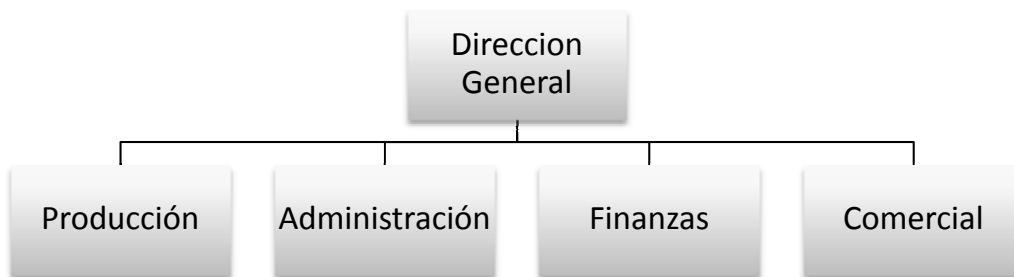 Direccion
General
Producción
Administración
Finanzas
Comercial